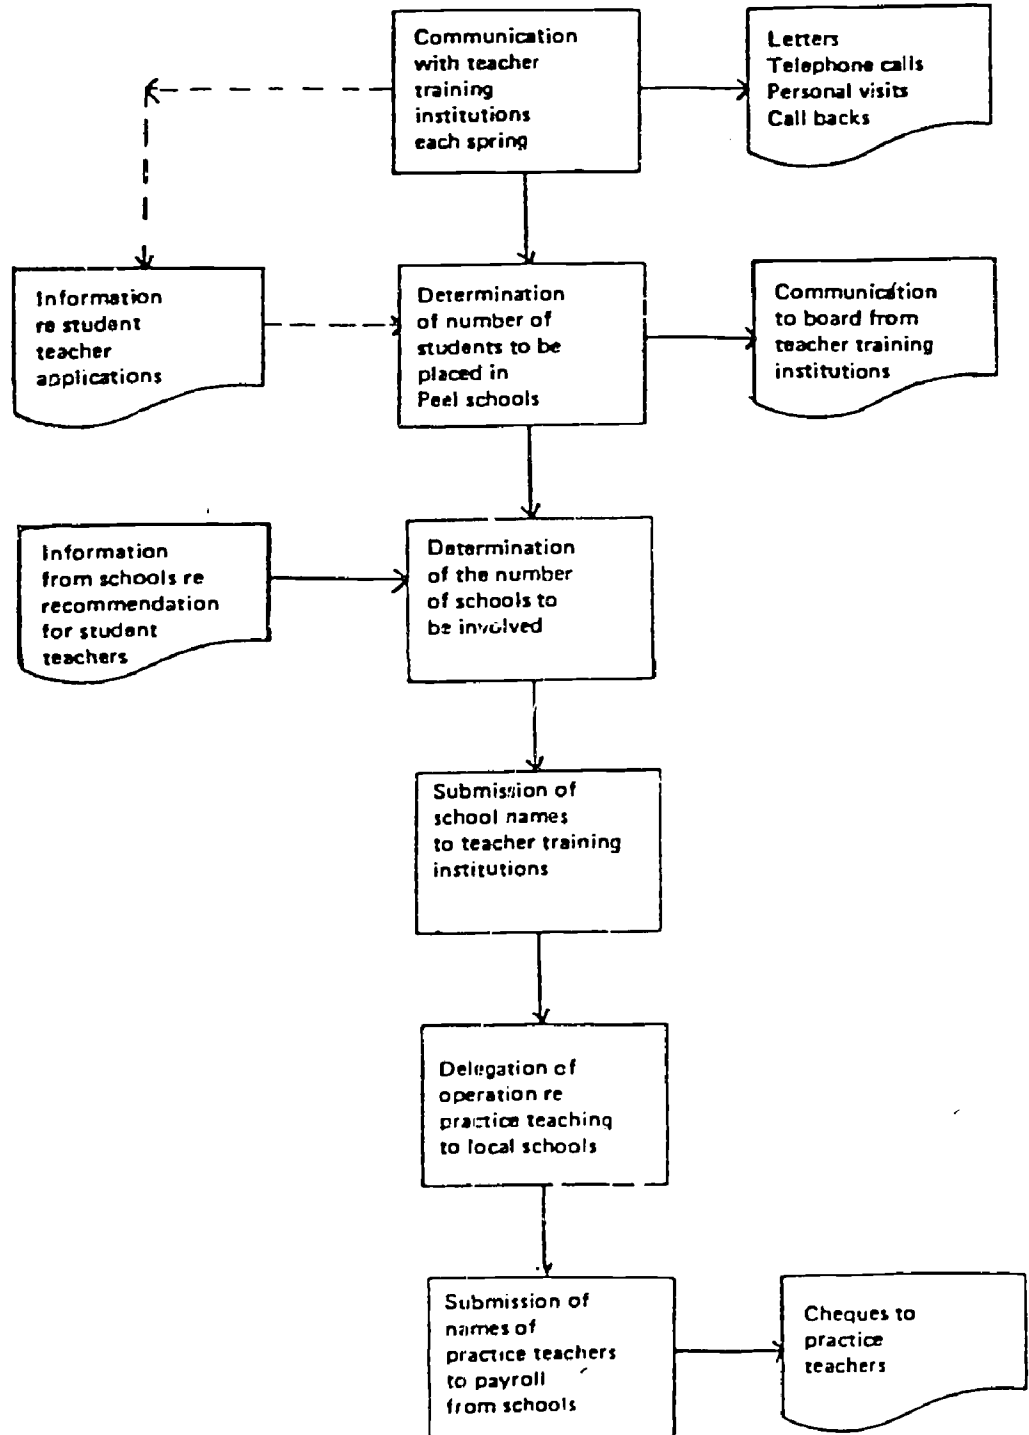 Communication
with teacher
training
institutions
each spring
Letters
Telephone calls
Personal visits
Call backs
Information
re student
teacher
applications
Determination
of number of
students to be
placed in
Peel schools
Communication
to board from
teacher training
institutions
Information
from schools re
recommendation
for student
teachers
Determination
of the number
of schools to
be involved
Submission of
school names
to teacher training
institutions
Delegation of
operation re
practice teaching
to local schools
Submission of
names of
practice teachers
to payroll
from schools
Cheques to
practice
teachers